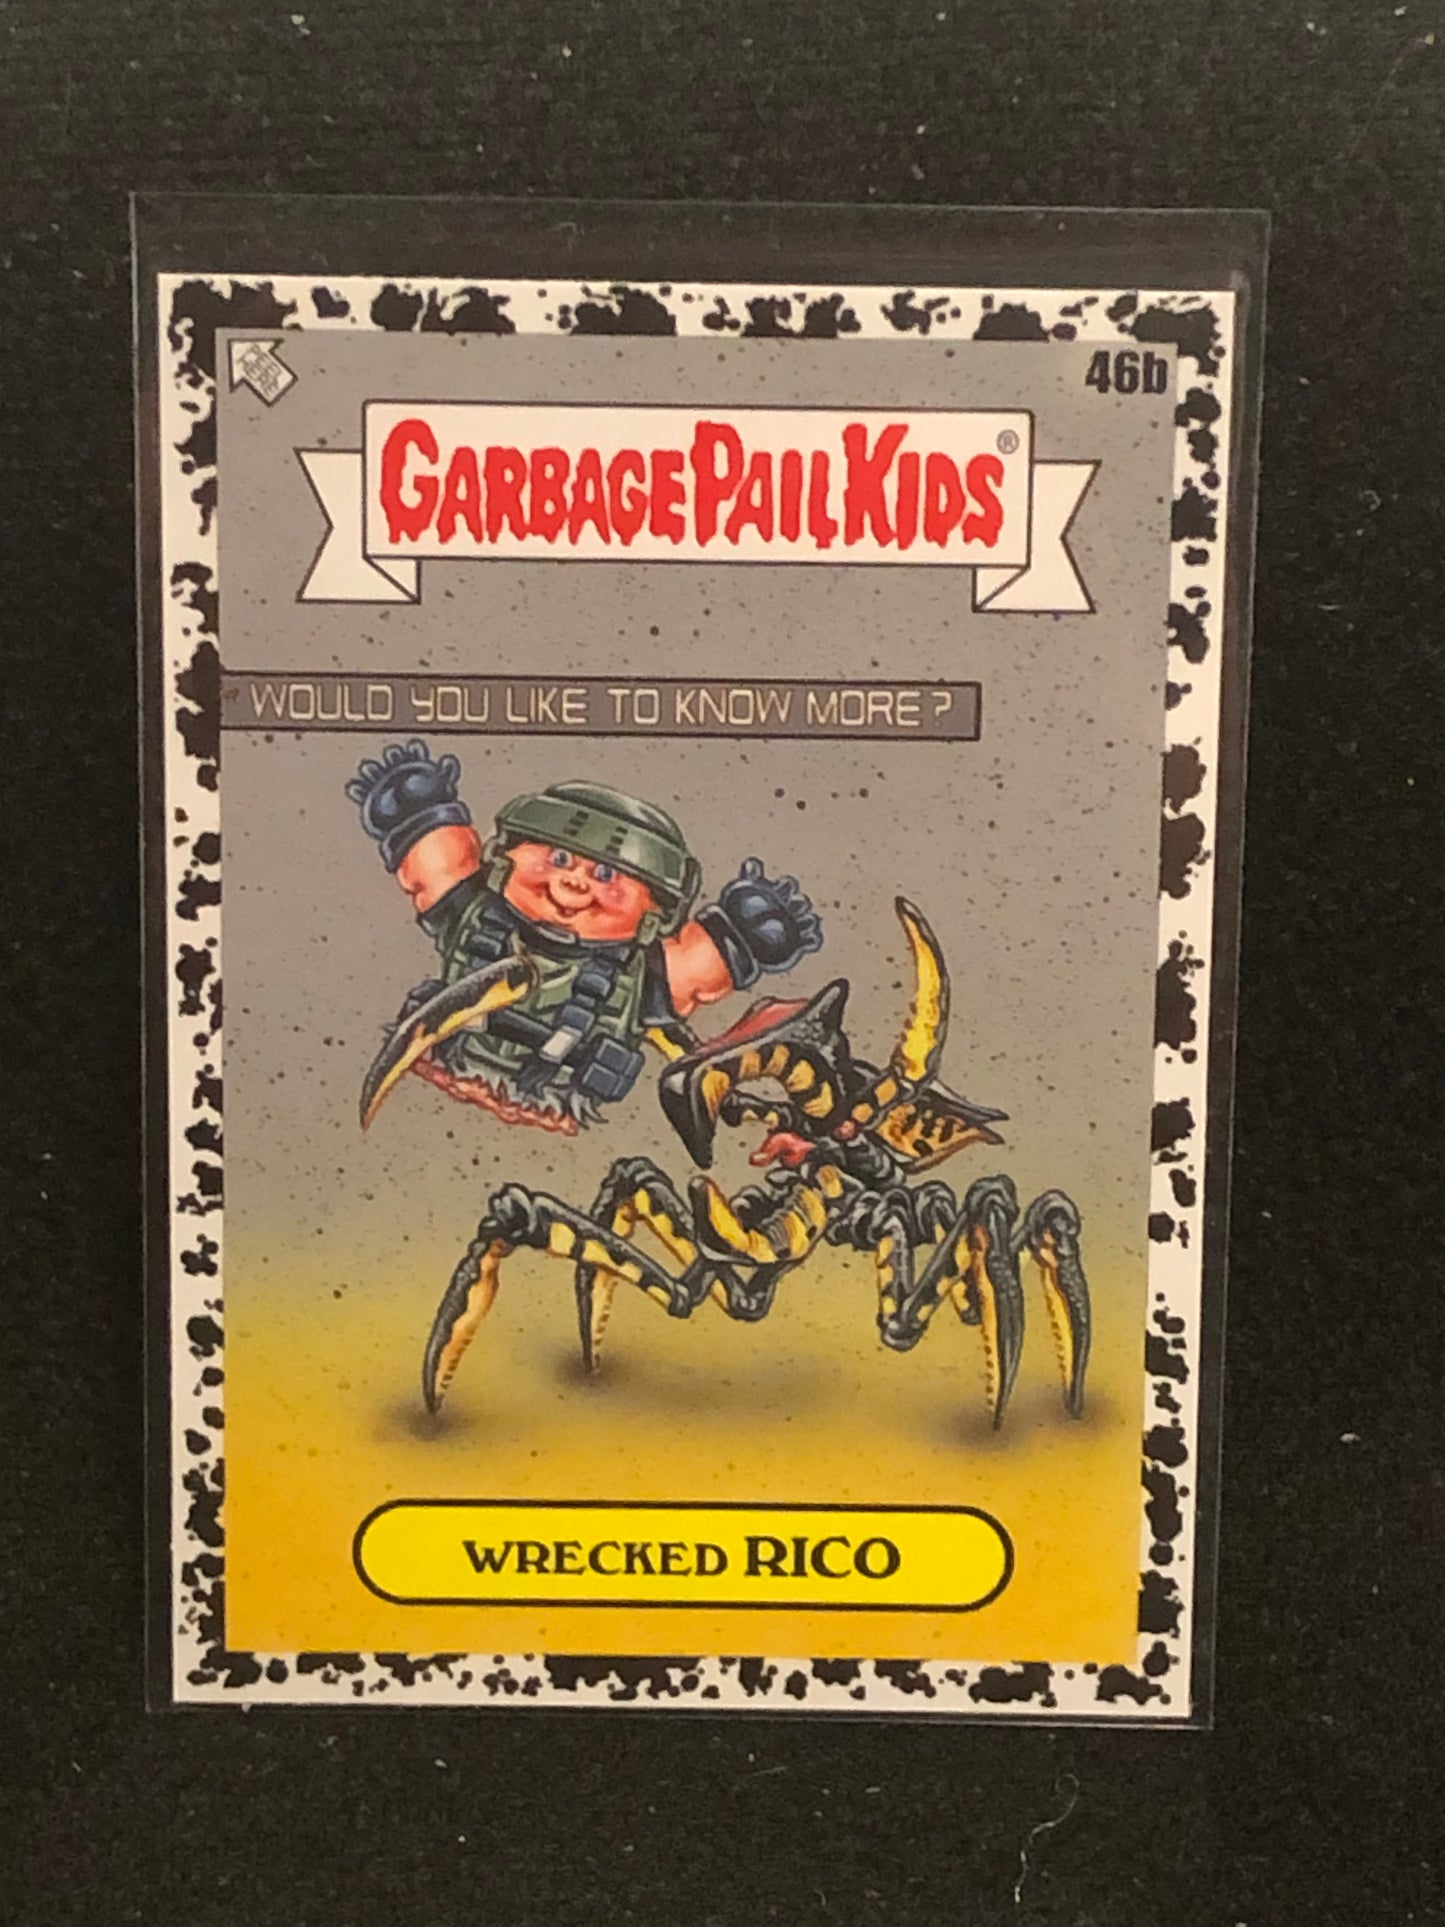 46b
GARBAGE PAIL KIDS®
WOULD YOU LIKE TO KNOW MORE?
WRECKED RICO